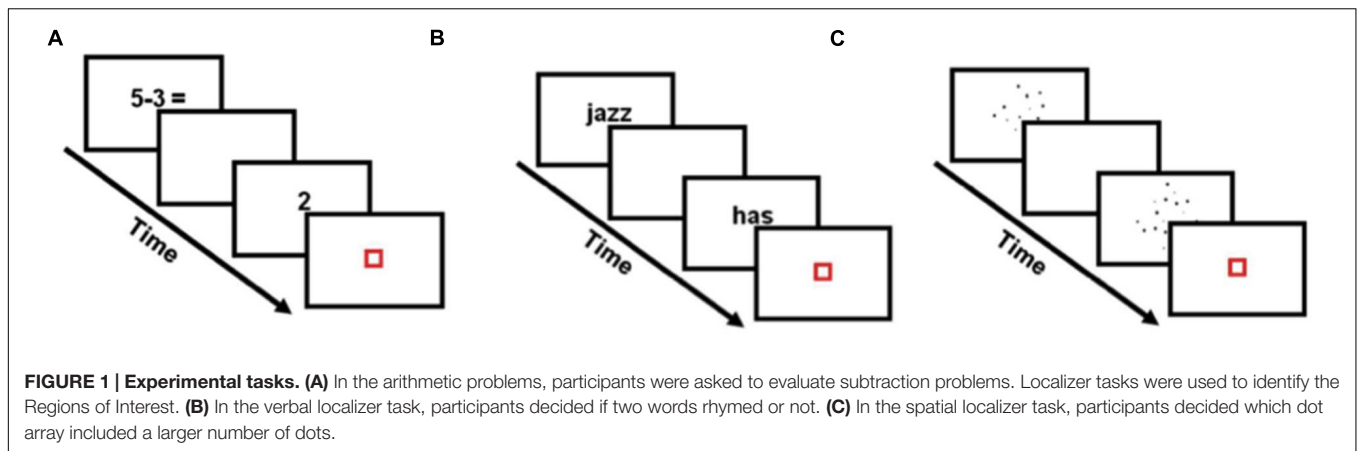 A
B
C
5-3 =
2
Time
jazz
has
Time
Time
FIGURE 1 | Experimental tasks. (A) In the arithmetic problems, participants were asked to evaluate subtraction problems. Localizer tasks were used to identify the
Regions of Interest. (B) In the verbal localizer task, participants decided if two words rhymed or not. (C) In the spatial localizer task, participants decided which dot
array included a larger number of dots.